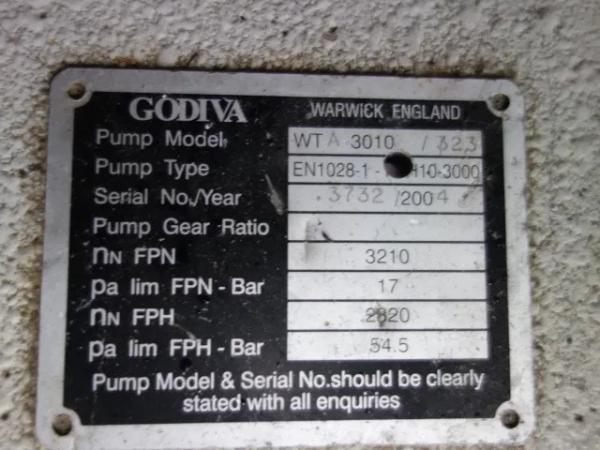 GODIVA WARWICK ENGLAND
Pump Model WTA 3010 / 323
Pump Type EN1028-1 - H10-3000
Serial No./Year 3732 /2004
Pump Gear Ratio
nN FPN 3210
pa lim FPN - Bar 17
nN FPH 2820
pa lim FPH - Bar 54.5
Pump Model & Serial No.should be clearly
stated with all enquiries